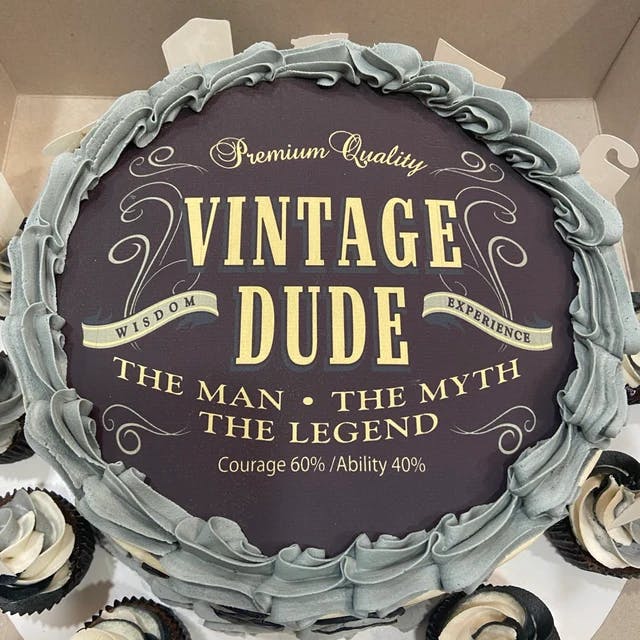 Premium Quality
VINTAGE
DUDE
WISDOM
EXPERIENCE
THE MAN • THE MYTH
THE LEGEND
Courage 60% /Ability 40%